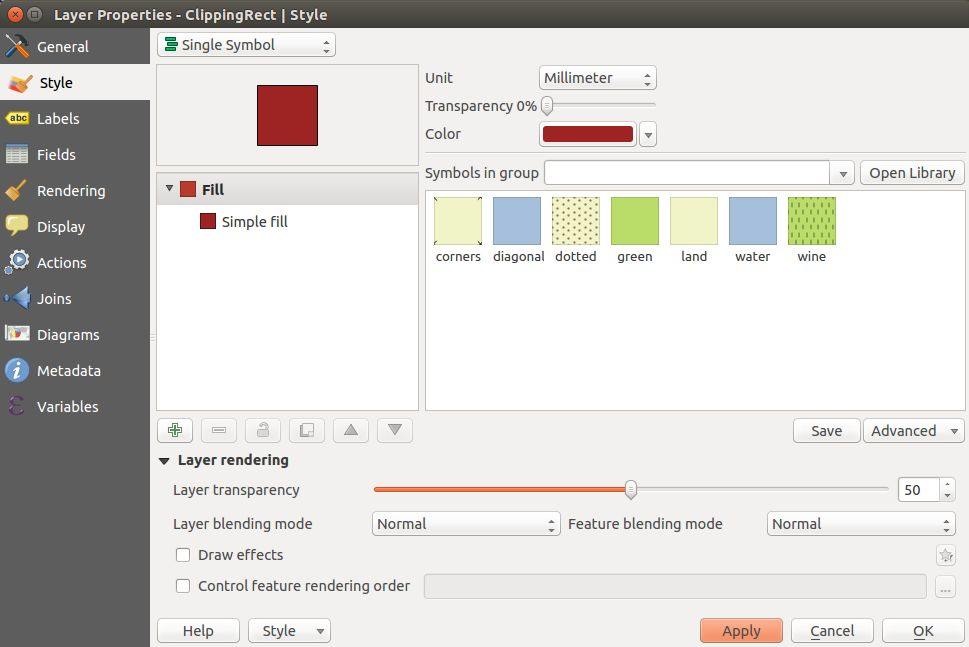 Layer Properties - ClippingRect | Style
General
Style
abc Labels
Fields
Rendering
Display
Actions
Joins
Diagrams
Metadata
Variables
Single Symbol
Unit Millimeter
Transparency 0%
Color
Fill
Simple fill
Symbols in group Open Library
corners diagonal dotted green land water wine
Save Advanced
Layer rendering
Layer transparency 50
Layer blending mode Normal Feature blending mode Normal
Draw effects
Control feature rendering order ...
Help Style Apply Cancel OK